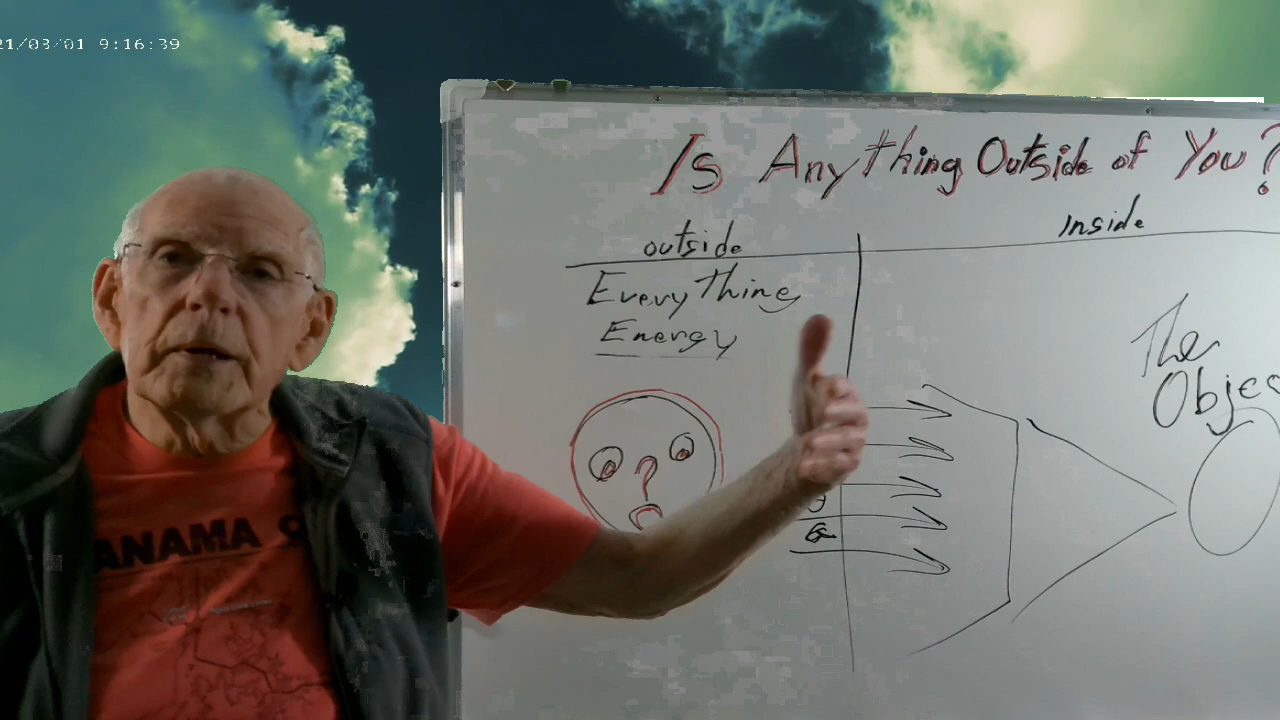 21/03/01 9:16:39
Is Anything Outside of You?
outside
Inside
Everything
Energy
The
Objec
?
ANAMA